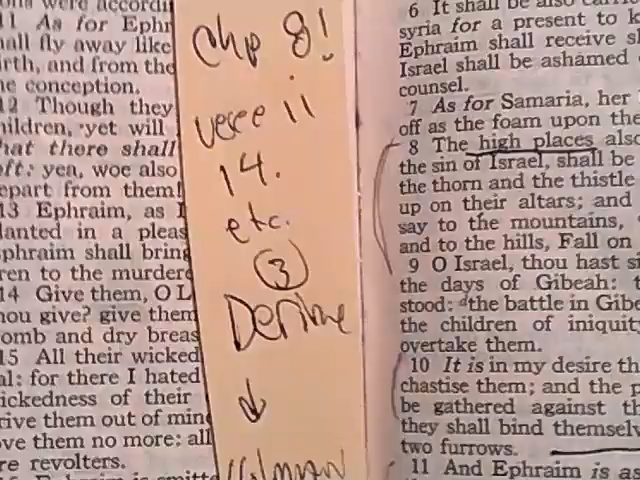 11 As for Ephr
all fly away like
irth, and from the
e conception.
12 Though they
hildren, yet will
hat there shall
eft: yea, woe also
epart from them!
13 Ephraim, as I
lanted in a pleas
phraim shall bring
ren to the murdere
14 Give them, O L
hou give? give them
omb and dry breas
15 All their wicked
al: for there I hated
ickedness of their
rive them out of min
ve them no more: all
re revolters.
chp 8!
14.
etc.
3
6 It shall be also carri
syria for a present to k
Ephraim shall receive s
Israel shall be ashamed
counsel.
7 As for Samaria, her
off as the foam upon the
8 The high places also
the sin of Israel, shall be
the thorn and the thistle
up on their altars; and
say to the mountains,
and to the hills, Fall on
9 O Israel, thou hast si
the days of Gibeah: t
stood: the battle in Gibe
the children of iniquit
overtake them.
10 It is in my desire th
chastise them; and the p
be gathered against th
they shall bind themselv
two furrows.
11 And Ephraim is as